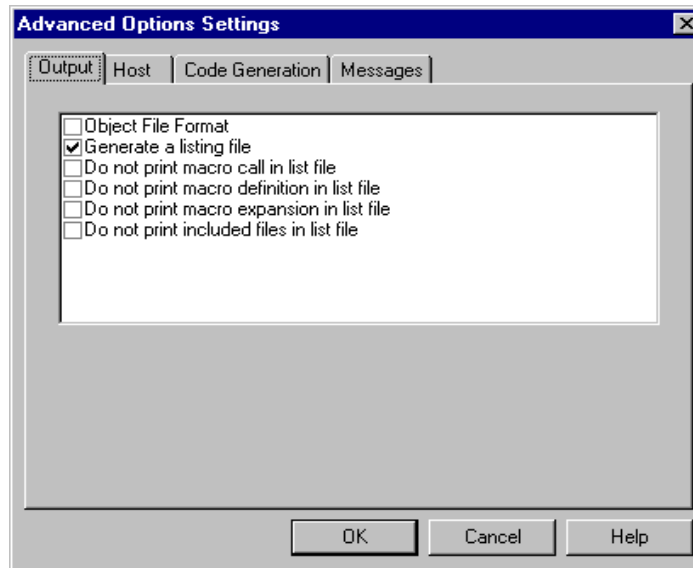 Advanced Options Settings
Output Host Code Generation Messages
Object File Format
Generate a listing file
Do not print macro call in list file
Do not print macro definition in list file
Do not print macro expansion in list file
Do not print included files in list file
OK Cancel Help